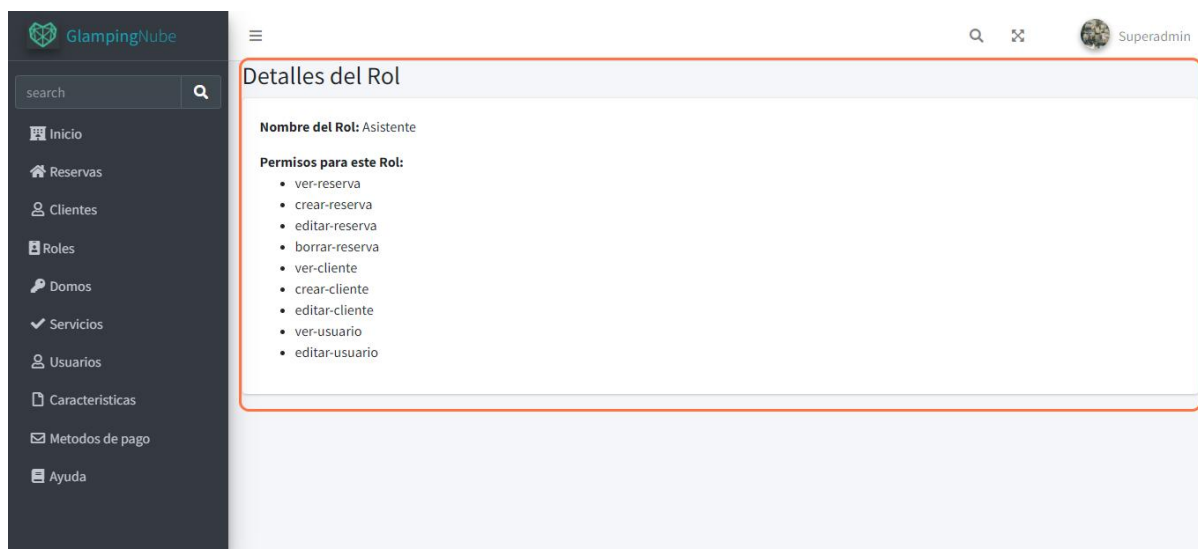 GlampingNube
Superadmin
search
Inicio
Reservas
Clientes
Roles
Domos
Servicios
Usuarios
Caracteristicas
Metodos de pago
Ayuda
Detalles del Rol
Nombre del Rol: Asistente
Permisos para este Rol:
• ver-reserva
• crear-reserva
• editar-reserva
• borrar-reserva
• ver-cliente
• crear-cliente
• editar-cliente
• ver-usuario
• editar-usuario